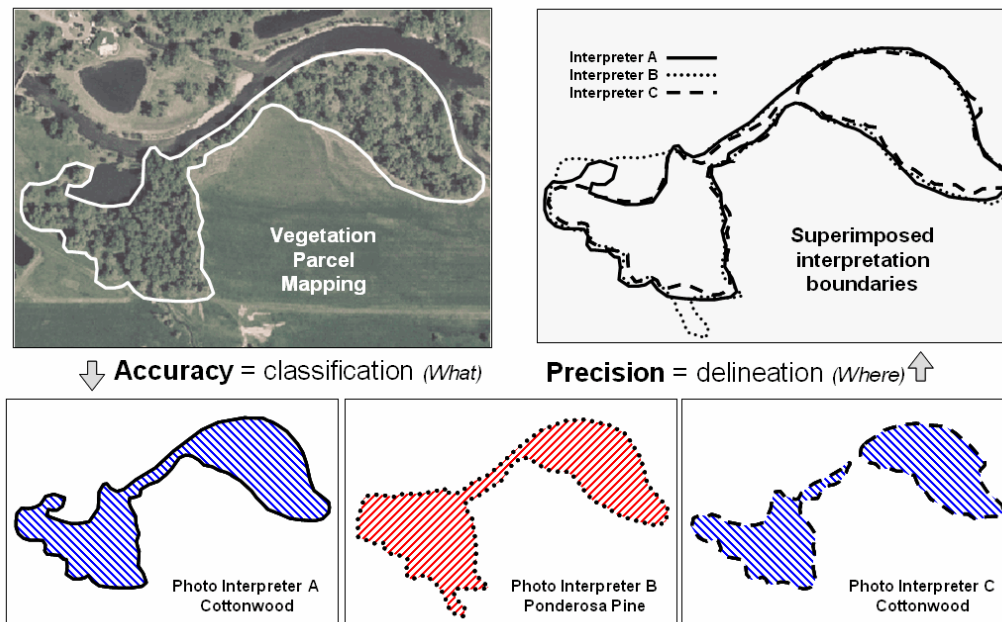 Vegetation
Parcel
Mapping
Interpreter A
Interpreter B
Interpreter C
Superimposed
interpretation
boundaries
Accuracy = classification (What)
Precision = delineation (Where)
Photo Interpreter A
Cottonwood
Photo Interpreter B
Ponderosa Pine
Photo Interpreter C
Cottonwood